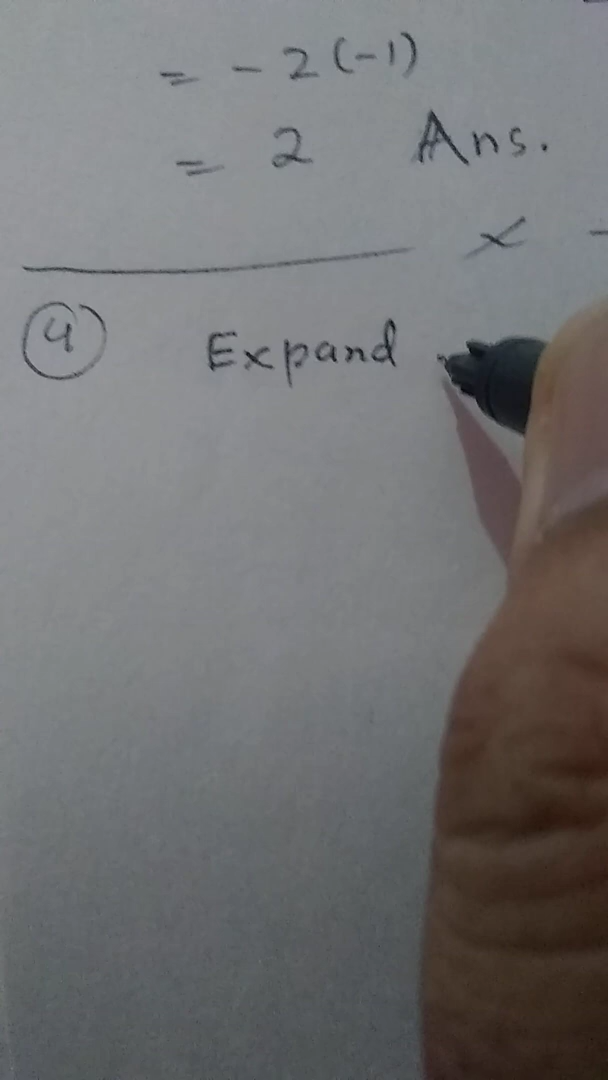 = - 2 (-1)
= 2 Ans.
x -
4 Expand